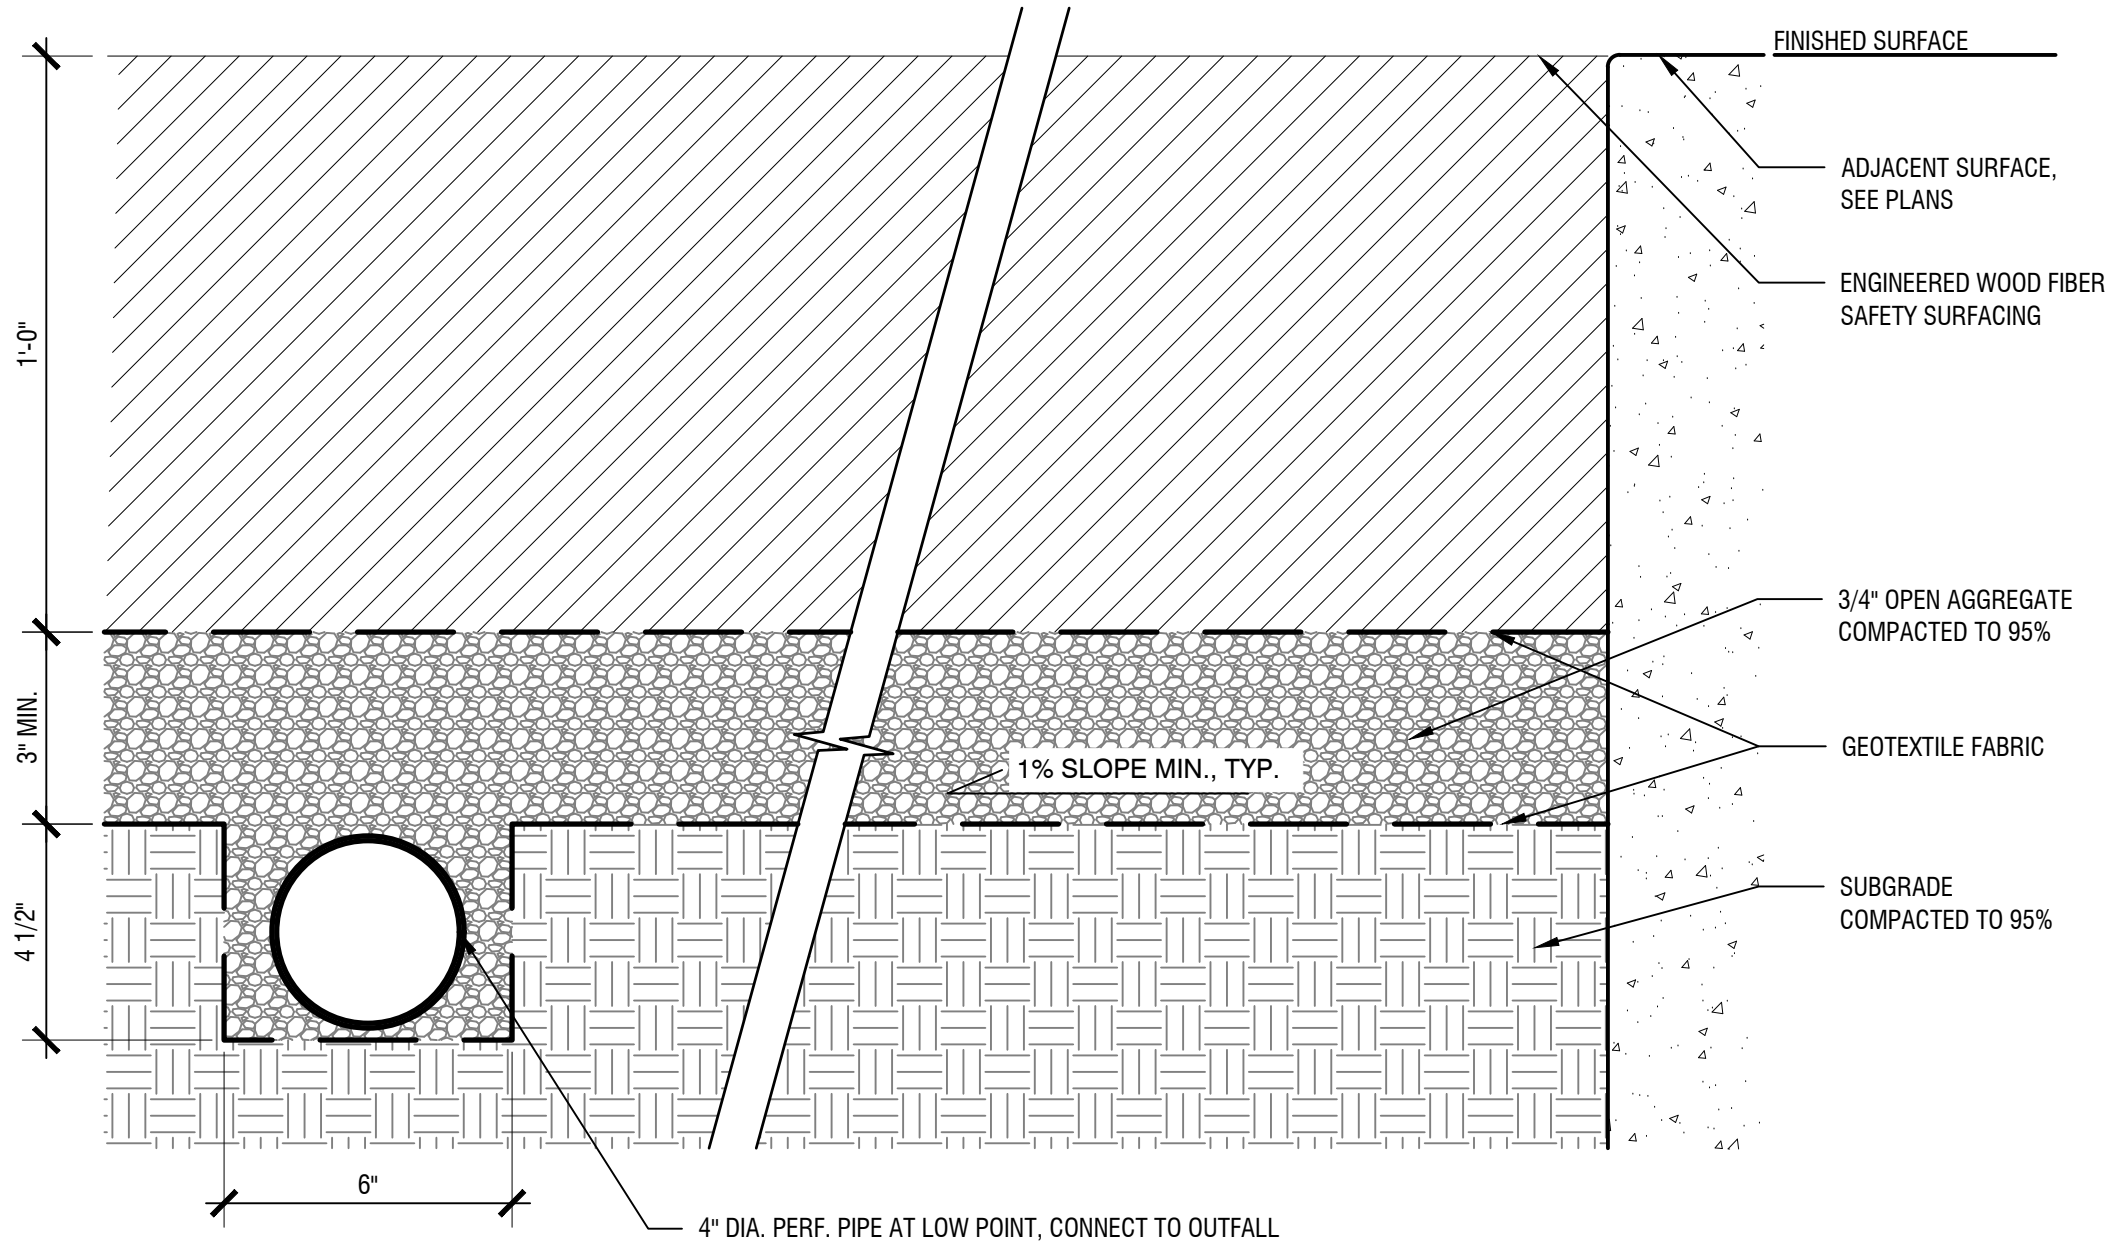 FINISHED SURFACE
ADJACENT SURFACE,
SEE PLANS
ENGINEERED WOOD FIBER
SAFETY SURFACING
1'-0"
3/4" OPEN AGGREGATE
COMPACTED TO 95%
3" MIN.
GEOTEXTILE FABRIC
1% SLOPE MIN., TYP.
SUBGRADE
COMPACTED TO 95%
4 1/2"
6"
4" DIA. PERF. PIPE AT LOW POINT, CONNECT TO OUTFALL